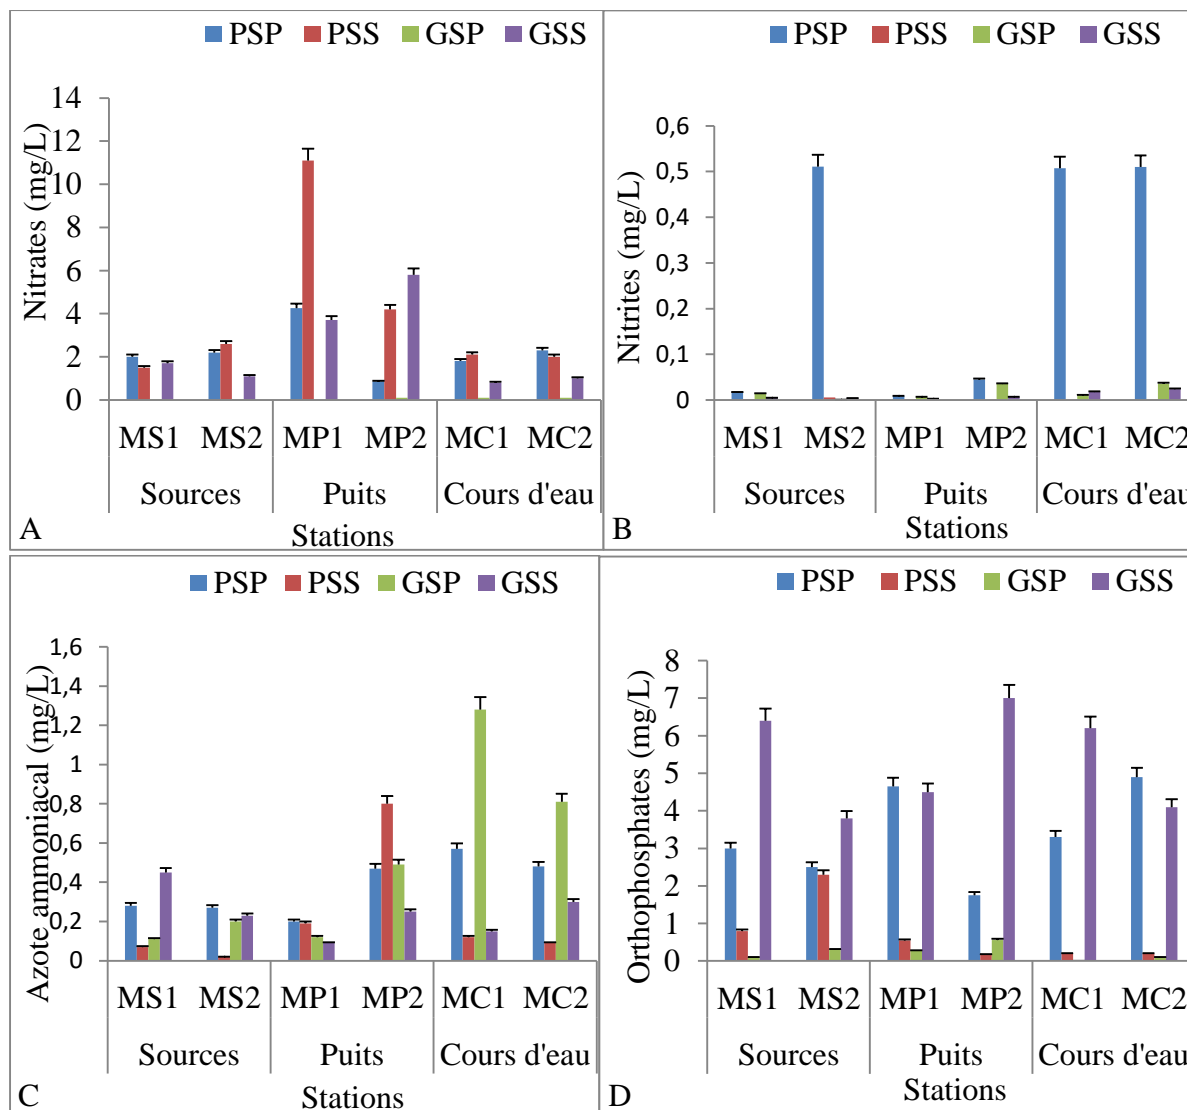 PSP PSS GSP GSS
Nitrates (mg/L)
14
12
10
8
6
4
2
0
MS1 MS2 MP1 MP2 MC1 MC2
Sources Puits Cours d'eau
Stations
A
PSP PSS GSP GSS
Nitrites (mg/L)
0,6
0,5
0,4
0,3
0,2
0,1
0
MS1 MS2 MP1 MP2 MC1 MC2
Sources Puits Cours d'eau
Stations
B
PSP PSS GSP GSS
Azote ammoniacal (mg/L)
1,6
1,4
1,2
1
0,8
0,6
0,4
0,2
0
MS1 MS2 MP1 MP2 MC1 MC2
Sources Puits Cours d'eau
Stations
C
PSP PSS GSP GSS
Orthophosphates (mg/L)
8
7
6
5
4
3
2
1
0
MS1 MS2 MP1 MP2 MC1 MC2
Sources Puits Cours d'eau
Stations
D